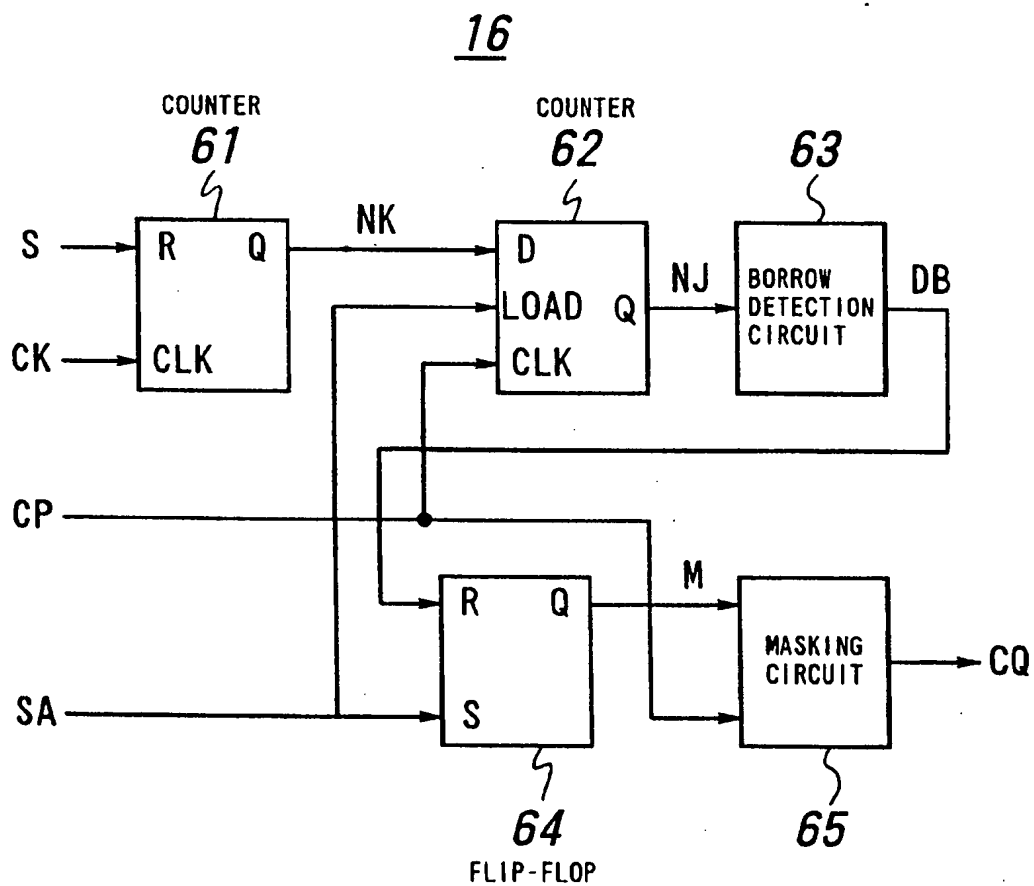 16
COUNTER
61
COUNTER
62
63
S
R Q
NK
D
NJ
BORROW
DETECTION
CIRCUIT
DB
LOAD Q
CK
CLK
CLK
CP
R Q
M
MASKING
CIRCUIT
CQ
SA
S
64
FLIP-FLOP
65